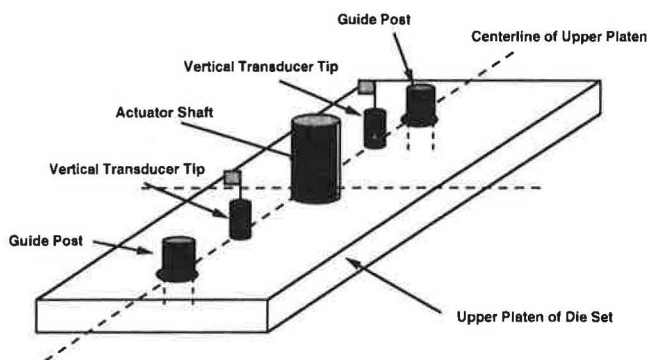 Guide Post
Centerline of Upper Platen
Vertical Transducer Tip
Actuator Shaft
Vertical Transducer Tip
Guide Post
Upper Platen of Die Set